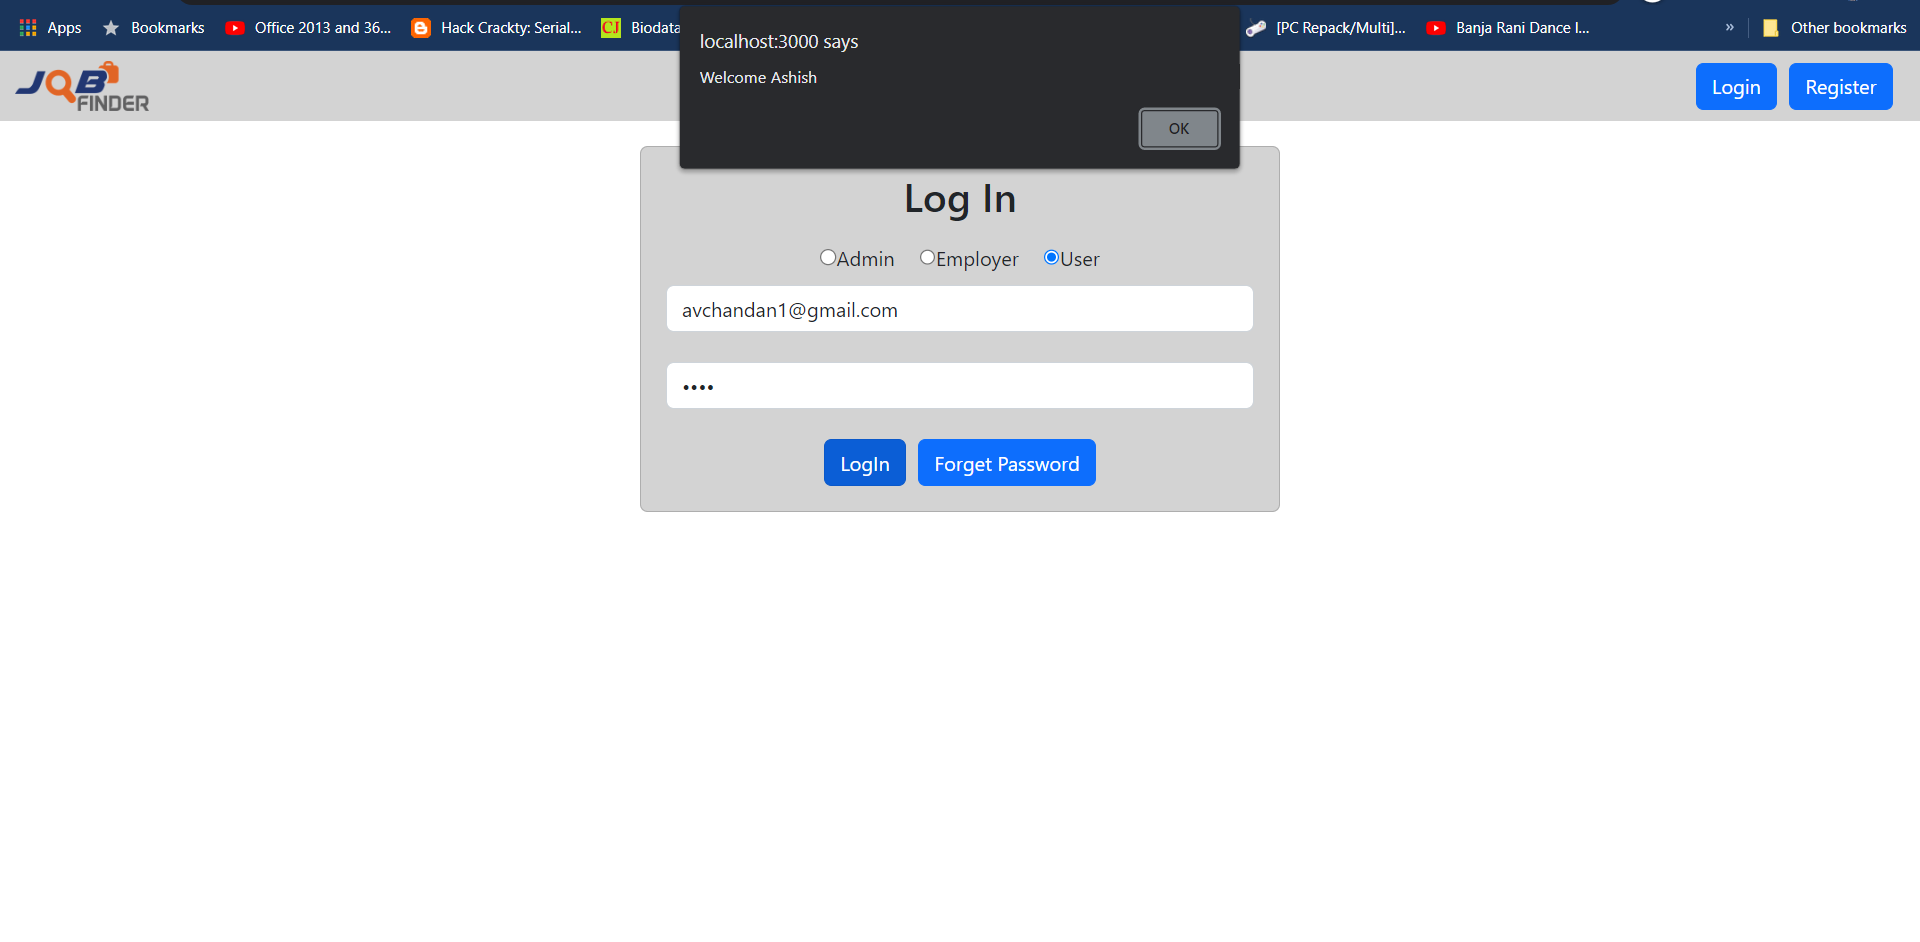 Apps Bookmarks Office 2013 and 36... Hack Crackty: Serial... CJ Biodata [PC Repack/Multi]... Banja Rani Dance I... » Other bookmarks
localhost:3000 says
Welcome Ashish
OK
JOB
FINDER
Login Register
Log In
Admin Employer User
avchandan1@gmail.com
••••
LogIn Forget Password